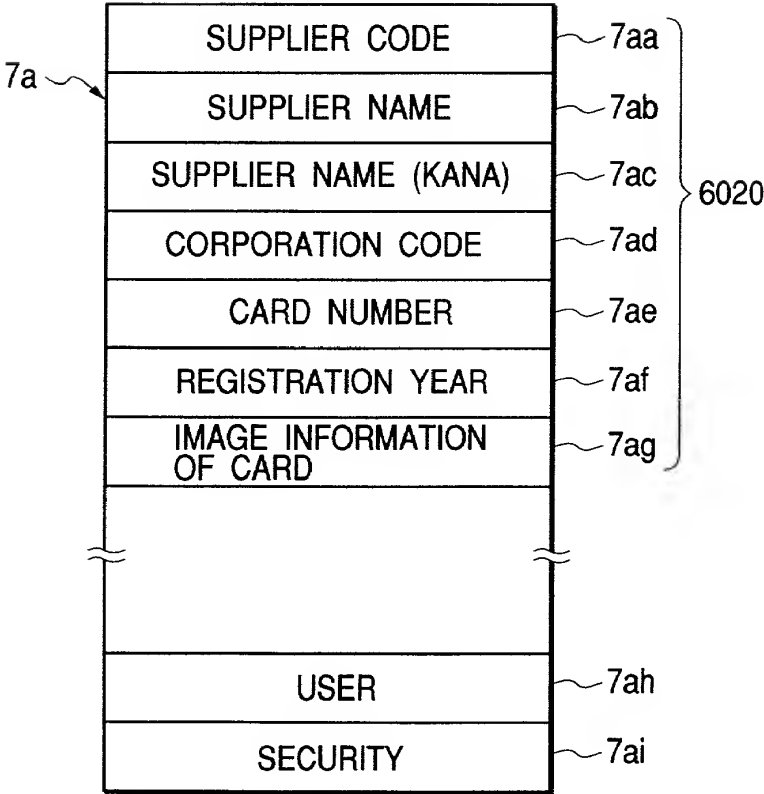 SUPPLIER CODE 7aa
7a
SUPPLIER NAME 7ab
SUPPLIER NAME (KANA) 7ac
6020
CORPORATION CODE 7ad
CARD NUMBER 7ae
REGISTRATION YEAR 7af
IMAGE INFORMATION
OF CARD 7ag
USER 7ah
SECURITY 7ai